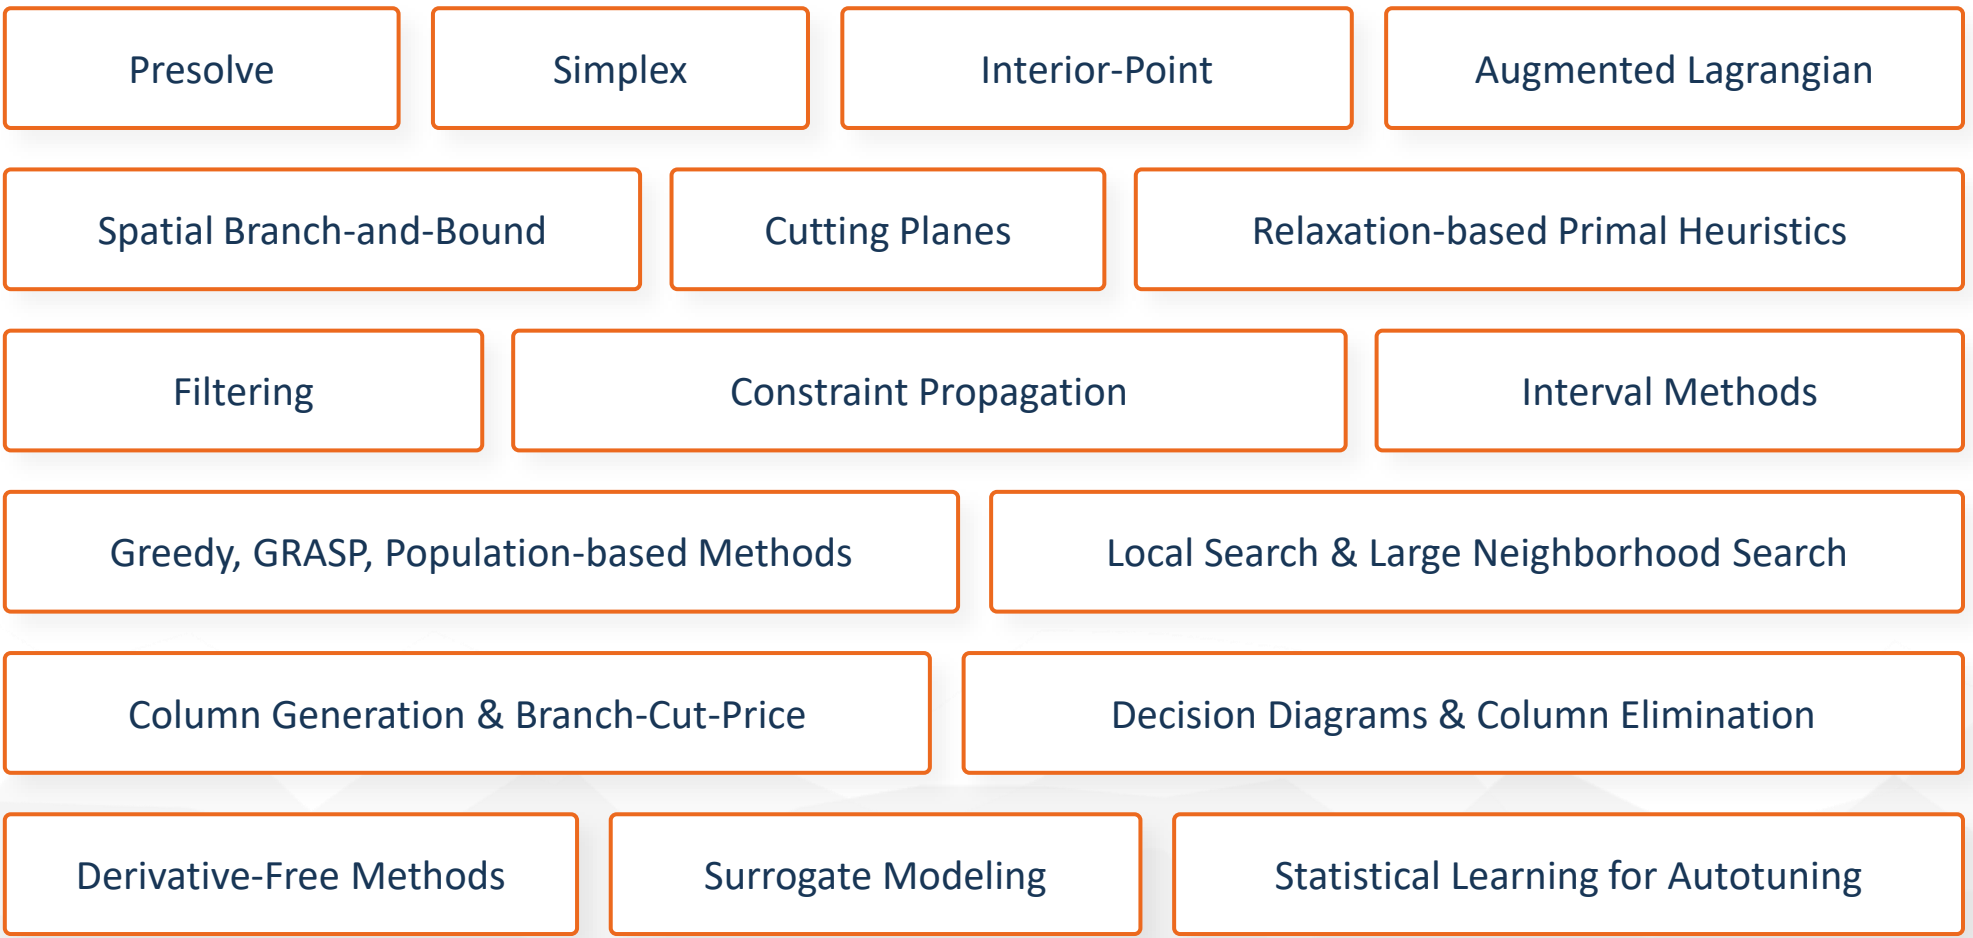 Presolve
Simplex
Interior-Point
Augmented Lagrangian
Spatial Branch-and-Bound
Cutting Planes
Relaxation-based Primal Heuristics
Filtering
Constraint Propagation
Interval Methods
Greedy, GRASP, Population-based Methods
Local Search & Large Neighborhood Search
Column Generation & Branch-Cut-Price
Decision Diagrams & Column Elimination
Derivative-Free Methods
Surrogate Modeling
Statistical Learning for Autotuning